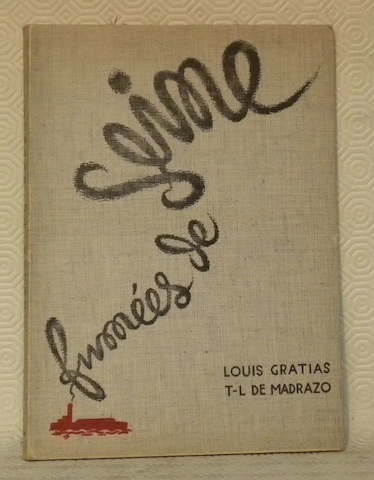 fumées de Seine
LOUIS GRATIAS
T-L DE MADRAZO